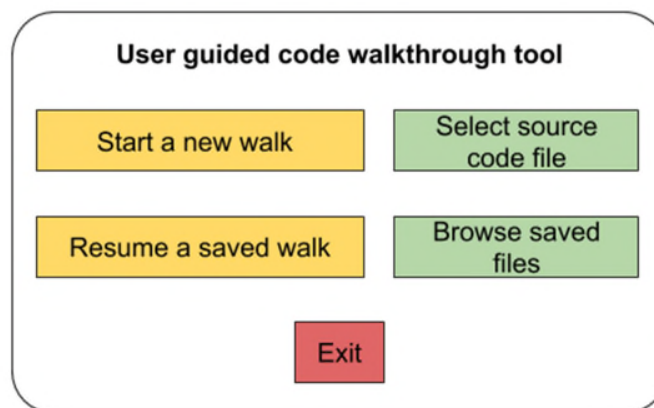 User guided code walkthrough tool
Start a new walk
Select source
code file
Resume a saved walk
Browse saved
files
Exit